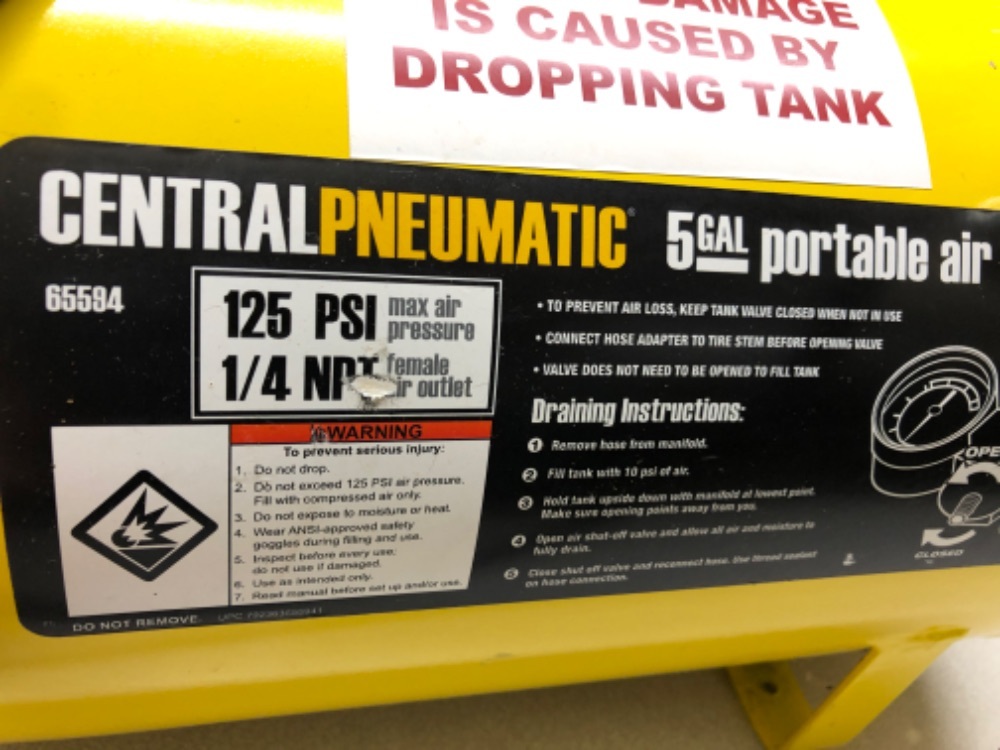 DAMAGE
IS CAUSED BY
DROPPING TANK
CENTRALPNEUMATIC® 5 GAL portable air
65594
125 PSI max air pressure
1/4 NPT female air outlet
WARNING
To prevent serious injury:
1. Do not drop.
2. Do not exceed 125 PSI air pressure.
Fill with compressed air only.
3. Do not expose to moisture or heat.
4. Wear ANSI-approved safety
goggles during filling and use.
5. Inspect before every use;
do not use if damaged.
6. Use as intended only.
7. Read manual before set up and/or use.
DO NOT REMOVE. UPC
• TO PREVENT AIR LOSS, KEEP TANK VALVE CLOSED WHEN NOT IN USE
• CONNECT HOSE ADAPTER TO TIRE STEM BEFORE OPENING VALVE
• VALVE DOES NOT NEED TO BE OPENED TO FILL TANK
Draining Instructions:
1 Remove hose from manifold.
2 Fill tank with 10 psi of air.
3 Hold tank upside down with manifold at lowest point.
Make sure opening points away from you.
4 Open air shut-off valve and allow all air and moisture to
fully drain.
5 Close shut off valve and reconnect hose. Use thread sealant
on hose connection.
OPE
CLOSED